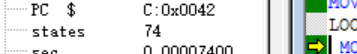 PC $ C:0x0042
states 74
sec 0.00007400
MOV
LOO
MO